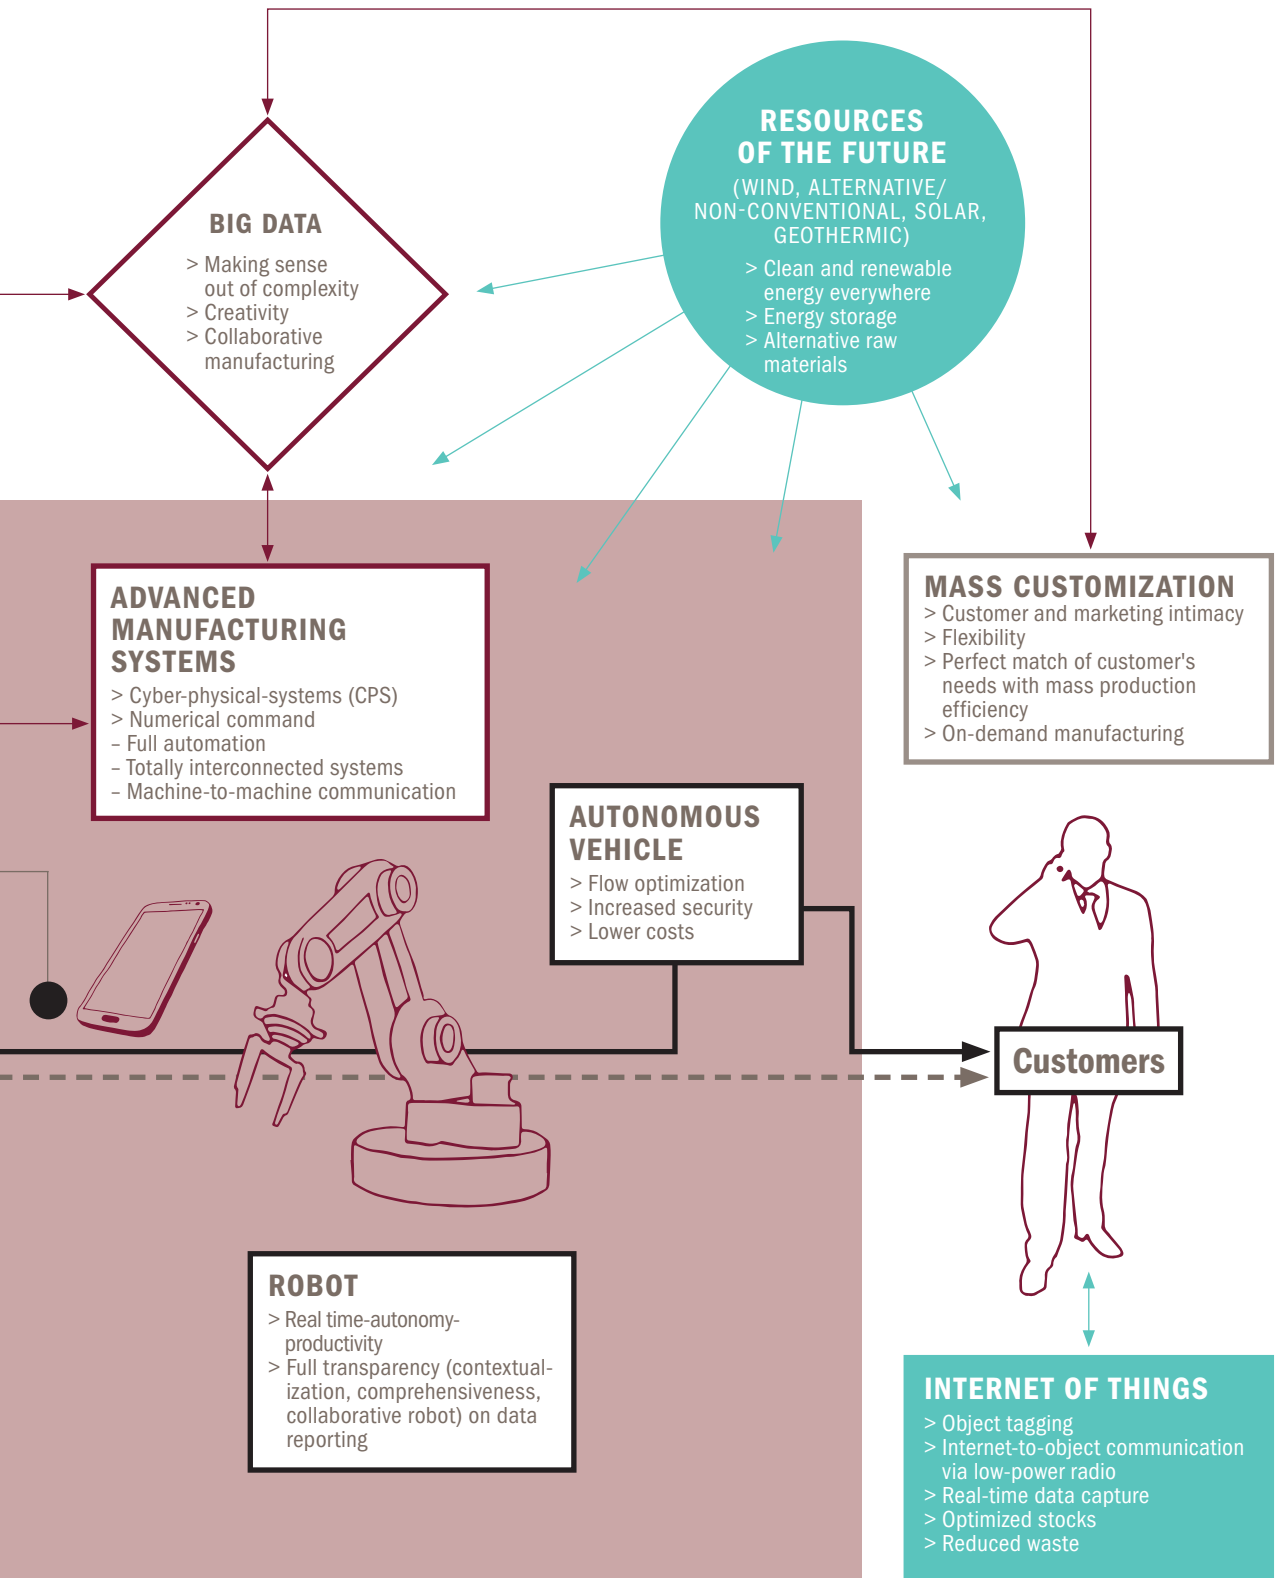 RESOURCES
OF THE FUTURE
(WIND, ALTERNATIVE/
NON-CONVENTIONAL, SOLAR,
GEOTHERMIC)
> Clean and renewable
energy everywhere
> Energy storage
> Alternative raw
materials
BIG DATA
> Making sense
out of complexity
> Creativity
> Collaborative
manufacturing
ADVANCED
MANUFACTURING
SYSTEMS
> Cyber-physical-systems (CPS)
> Numerical command
– Full automation
– Totally interconnected systems
– Machine-to-machine communication
MASS CUSTOMIZATION
> Customer and marketing intimacy
> Flexibility
> Perfect match of customer's
needs with mass production
efficiency
> On-demand manufacturing
AUTONOMOUS
VEHICLE
> Flow optimization
> Increased security
> Lower costs
Customers
ROBOT
> Real time-autonomy-
productivity
> Full transparency (contextual-
ization, comprehensiveness,
collaborative robot) on data
reporting
INTERNET OF THINGS
> Object tagging
> Internet-to-object communication
via low-power radio
> Real-time data capture
> Optimized stocks
> Reduced waste